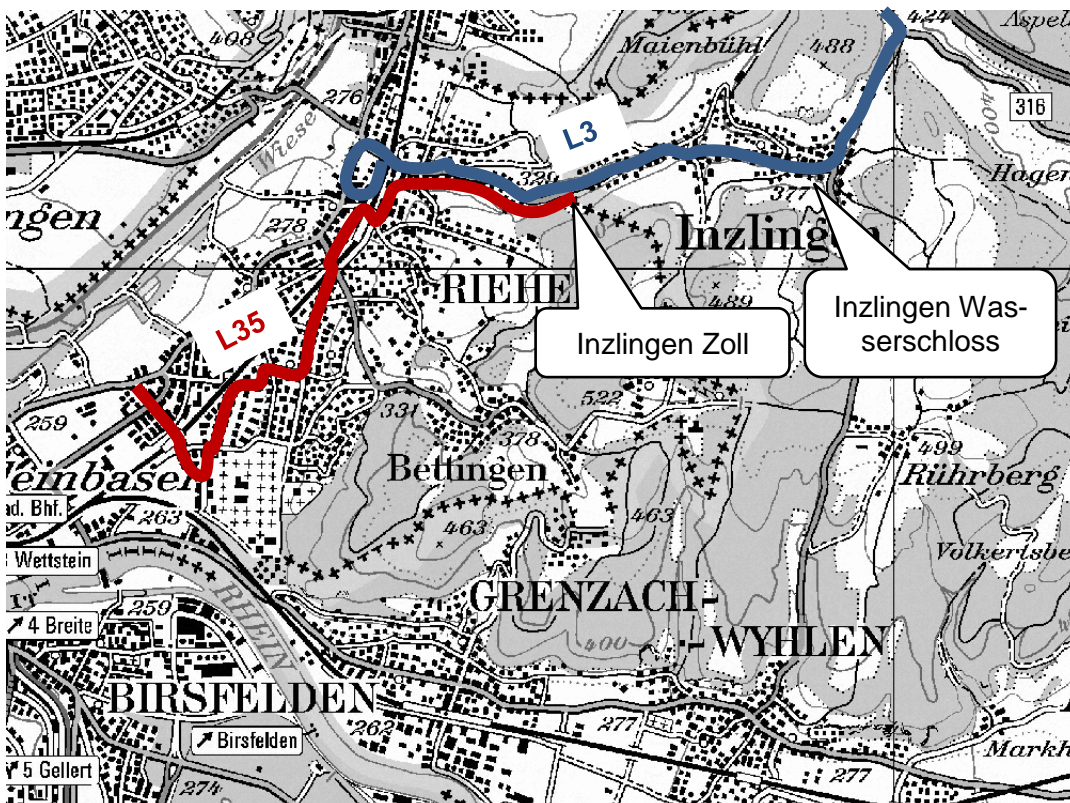 408
Maienbühl
488
424
276
316
Wiese
L3
329
377
Hagen
ngen
278
Inzlingen
RIEHE
489
L35
Inzlingen Zoll
Inzlingen Was-
serschloss
259
331
522
378
Bettingen
499
Rührberg
einbasel
ad. Bhf.
263
463
463
Wettstein
Volkertsbe
RHEIN
259
GRENZACH-
4 Breite
400
WYHLEN
BIRSFELDEN
262
277
Birsfelden
Markh
5 Gellert
274
277
400